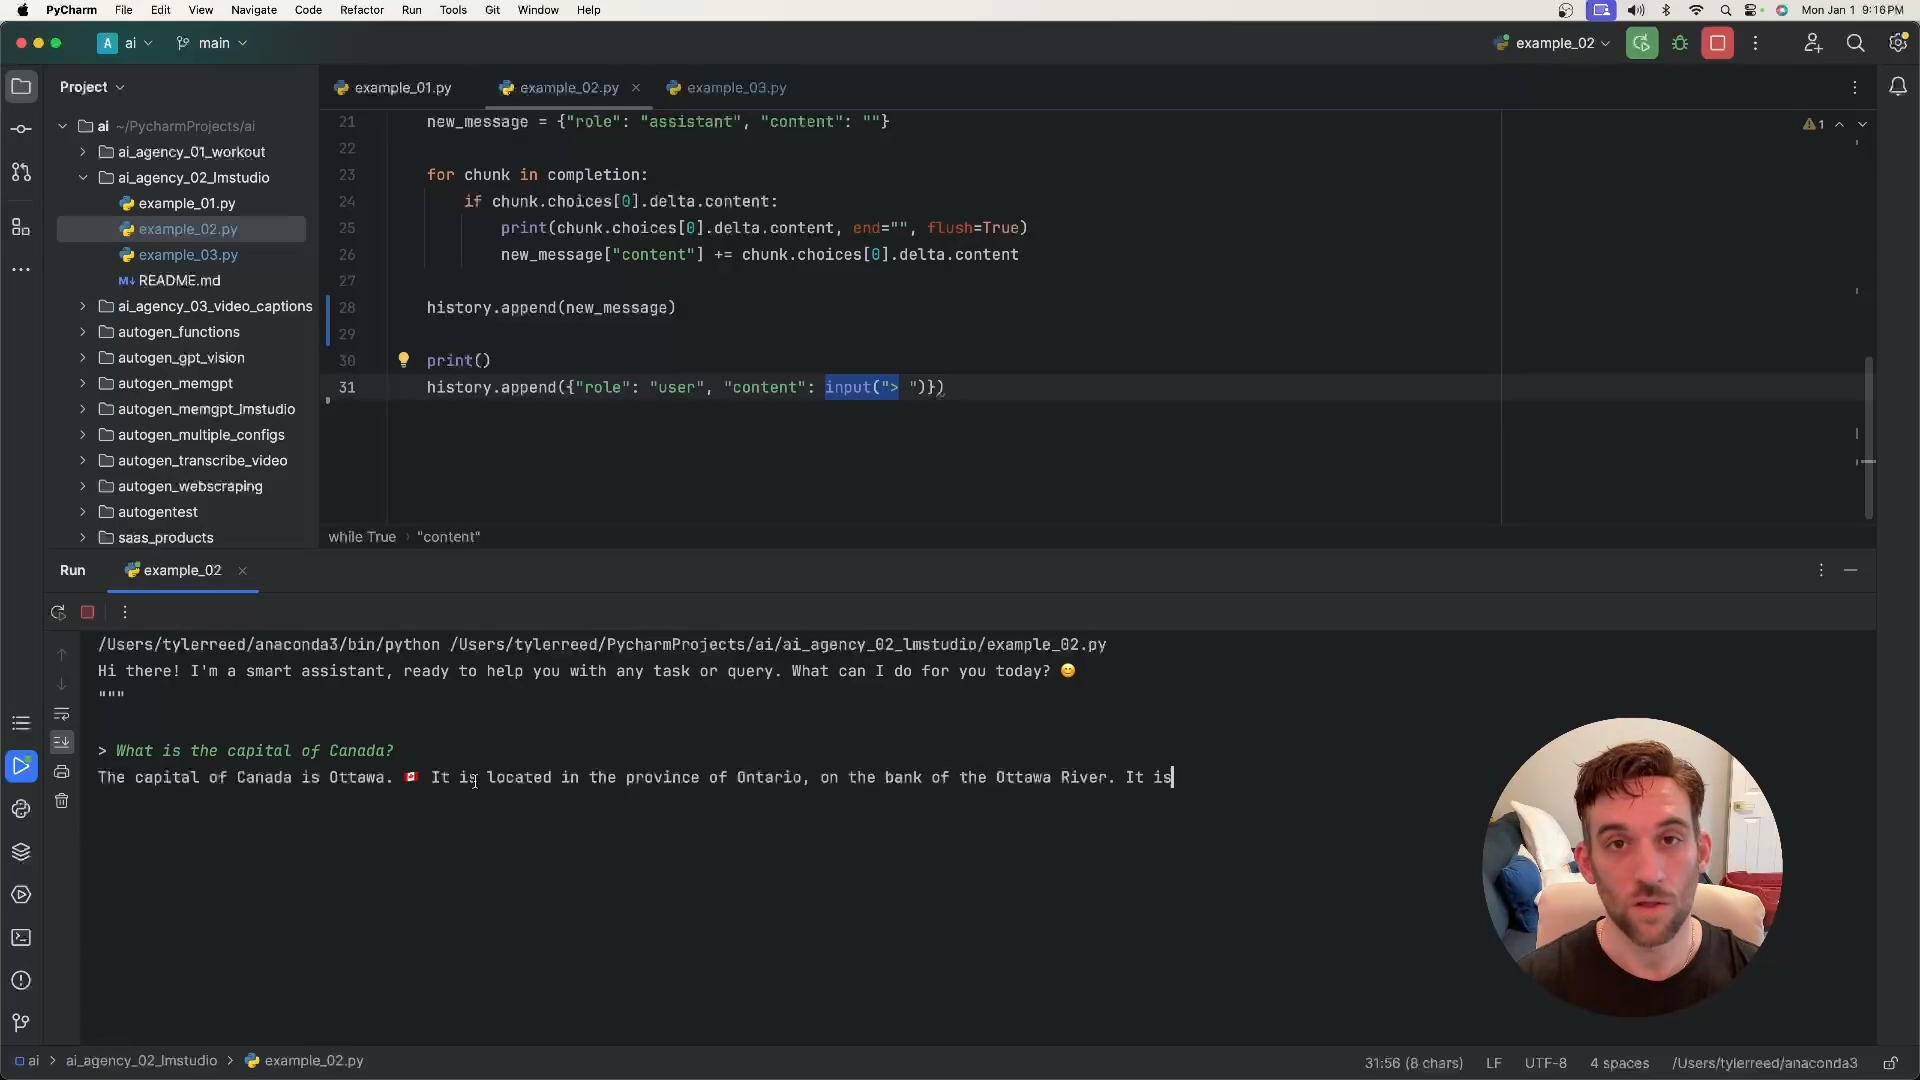 PyCharm File Edit View Navigate Code Refactor Run Tools Git Window Help Mon Jan 1 9:16 PM
A ai main example_02
Project
example_01.py example_02.py example_03.py
ai ~/PycharmProjects/ai
ai_agency_01_workout
ai_agency_02_lmstudio
example_01.py
example_02.py
example_03.py
M↓ README.md
ai_agency_03_video_captions
autogen_functions
autogen_gpt_vision
autogen_memgpt
autogen_memgpt_lmstudio
autogen_multiple_configs
autogen_transcribe_video
autogen_webscraping
autogentest
saas_products
1
21 new_message = {"role": "assistant", "content": ""}
22
23 for chunk in completion:
24 if chunk.choices[0].delta.content:
25 print(chunk.choices[0].delta.content, end="", flush=True)
26 new_message["content"] += chunk.choices[0].delta.content
27
28 history.append(new_message)
29
30 print()
31 history.append({"role": "user", "content": input("> ")})
while True › "content"
Run example_02
/Users/tylerreed/anaconda3/bin/python /Users/tylerreed/PycharmProjects/ai/ai_agency_02_lmstudio/example_02.py
Hi there! I'm a smart assistant, ready to help you with any task or query. What can I do for you today? 😊
"""
> What is the capital of Canada?
The capital of Canada is Ottawa. 🇨🇦 It is located in the province of Ontario, on the bank of the Ottawa River. It is
ai > ai_agency_02_lmstudio > example_02.py 31:56 (8 chars) LF UTF-8 4 spaces /Users/tylerreed/anaconda3